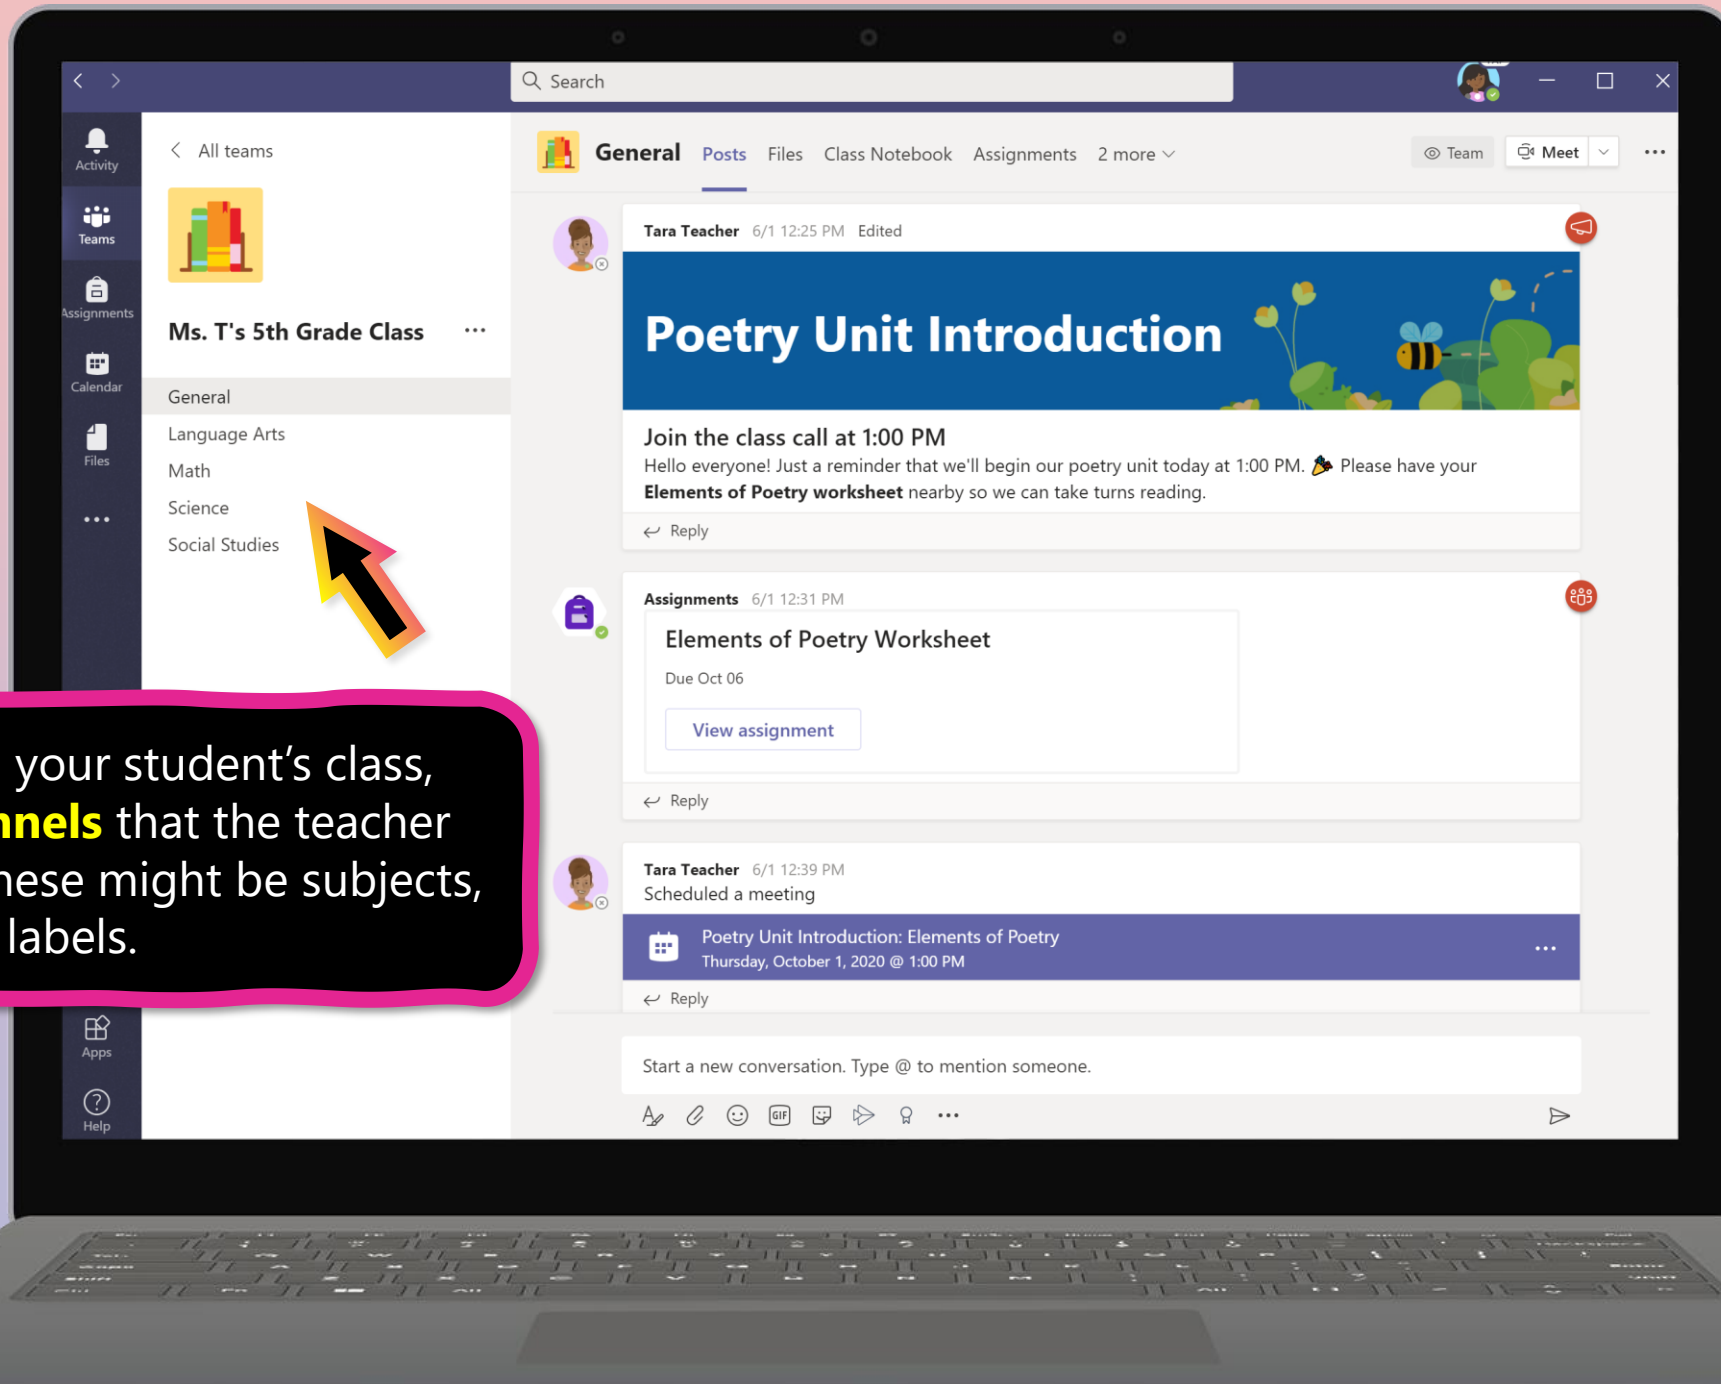 Search
Activity
Teams
Assignments
Calendar
Files
Apps
Help
All teams
Ms. T's 5th Grade Class
General
Language Arts
Math
Science
Social Studies
your student's class,
nnels that the teacher
hese might be subjects,
labels.
General Posts Files Class Notebook Assignments 2 more
Team Meet
Tara Teacher 6/1 12:25 PM Edited
Poetry Unit Introduction
Join the class call at 1:00 PM
Hello everyone! Just a reminder that we'll begin our poetry unit today at 1:00 PM. 🎉 Please have your
Elements of Poetry worksheet nearby so we can take turns reading.
Reply
Assignments 6/1 12:31 PM
Elements of Poetry Worksheet
Due Oct 06
View assignment
Reply
Tara Teacher 6/1 12:39 PM
Scheduled a meeting
Poetry Unit Introduction: Elements of Poetry
Thursday, October 1, 2020 @ 1:00 PM
Reply
Start a new conversation. Type @ to mention someone.
GIF